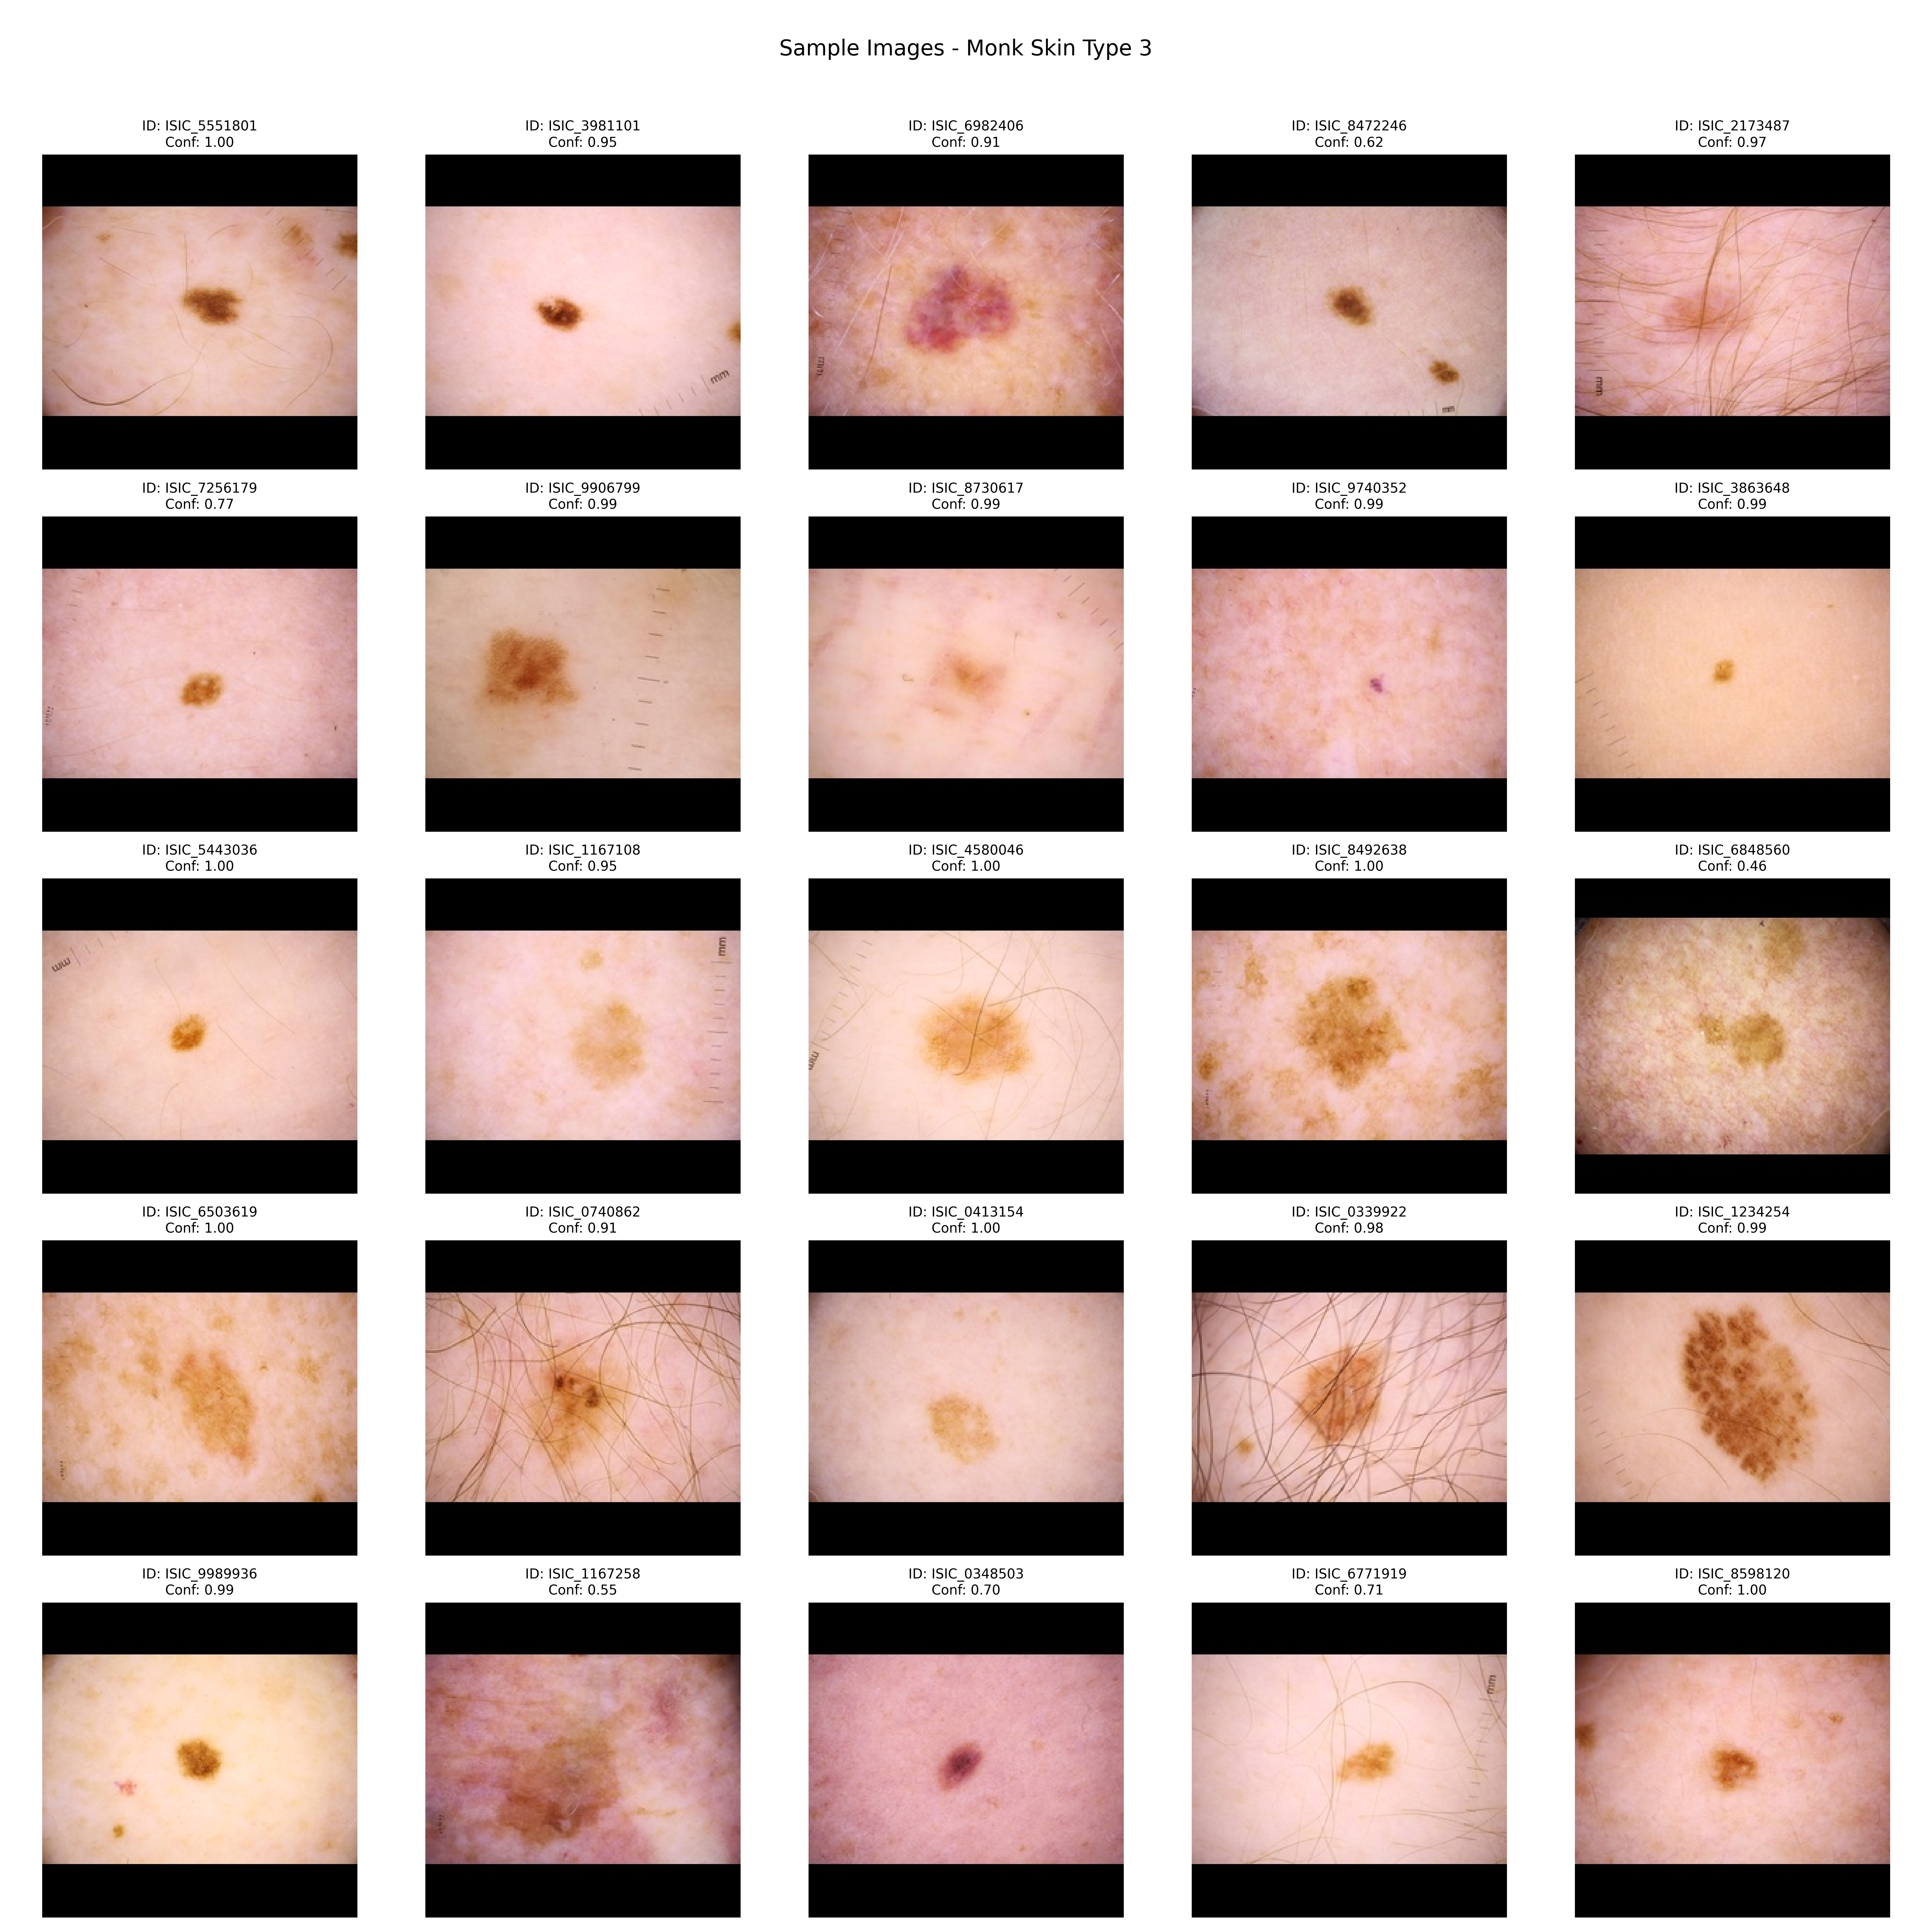 Sample Images - Monk Skin Type 3
ID: ISIC_5551801
Conf: 1.00
ID: ISIC_3981101
Conf: 0.95
mm
ID: ISIC_6982406
Conf: 0.91
mm
ID: ISIC_8472246
Conf: 0.62
mm
ID: ISIC_2173487
Conf: 0.97
mm
ID: ISIC_7256179
Conf: 0.77
ID: ISIC_9906799
Conf: 0.99
ID: ISIC_8730617
Conf: 0.99
ID: ISIC_9740352
Conf: 0.99
ID: ISIC_3863648
Conf: 0.99
ID: ISIC_5443036
Conf: 1.00
mm
ID: ISIC_1167108
Conf: 0.95
mm
ID: ISIC_4580046
Conf: 1.00
mm
ID: ISIC_8492638
Conf: 1.00
ID: ISIC_6848560
Conf: 0.46
ID: ISIC_6503619
Conf: 1.00
ID: ISIC_0740862
Conf: 0.91
ID: ISIC_0413154
Conf: 1.00
ID: ISIC_0339922
Conf: 0.98
ID: ISIC_1234254
Conf: 0.99
ID: ISIC_9989936
Conf: 0.99
ID: ISIC_1167258
Conf: 0.55
ID: ISIC_0348503
Conf: 0.70
ID: ISIC_6771919
Conf: 0.71
mm
ID: ISIC_8598120
Conf: 1.00